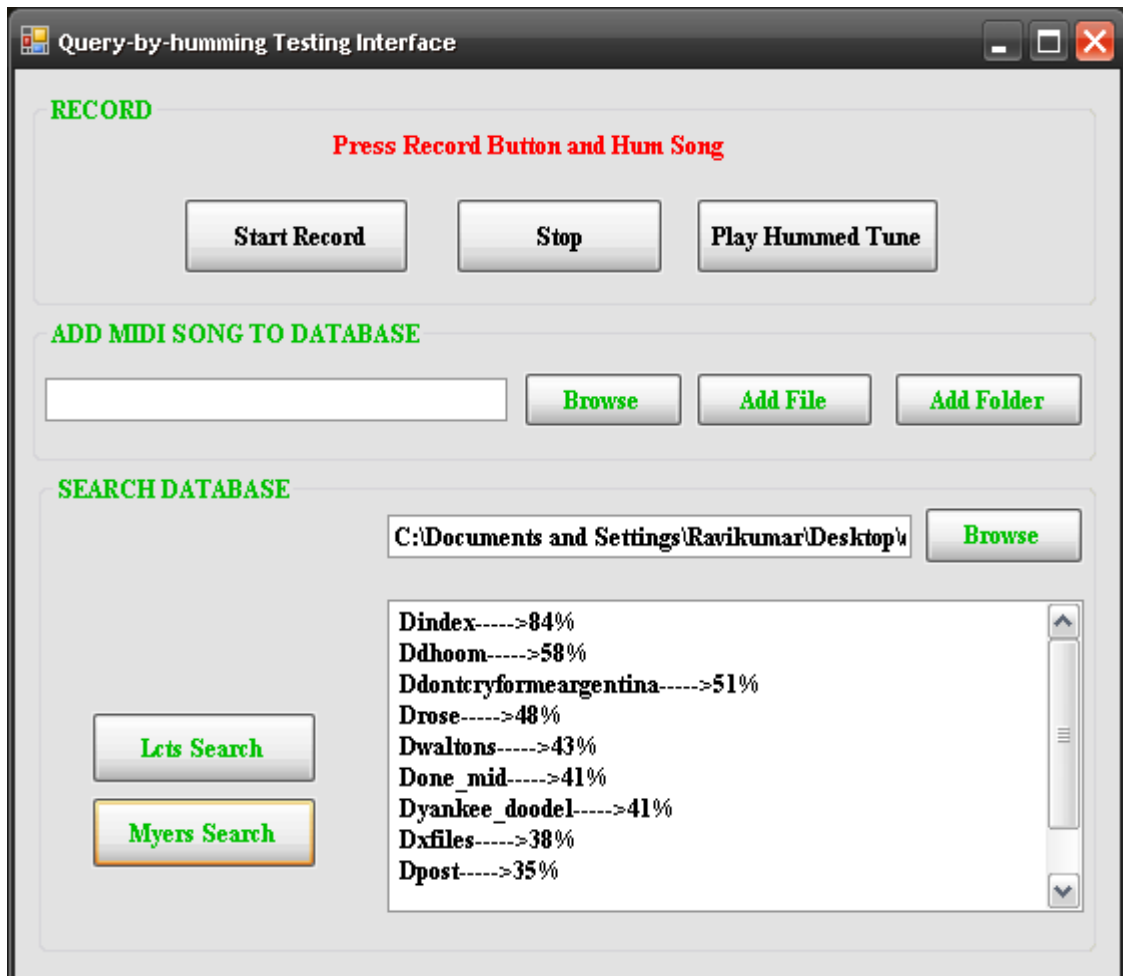 Query-by-humming Testing Interface
RECORD
Press Record Button and Hum Song
Start Record Stop Play Hummed Tune
ADD MIDI SONG TO DATABASE
Browse Add File Add Folder
SEARCH DATABASE
C:\Documents and Settings\Ravikumar\Desktop\ Browse
Dindex----->84%
Ddhoom----->58%
Ddontcryformeargentina----->51%
Drose----->48%
Dwaltons----->43%
Lcts Search
Done_mid----->41%
Dyankee_doodel----->41%
Myers Search
Dxfiles----->38%
Dpost----->35%